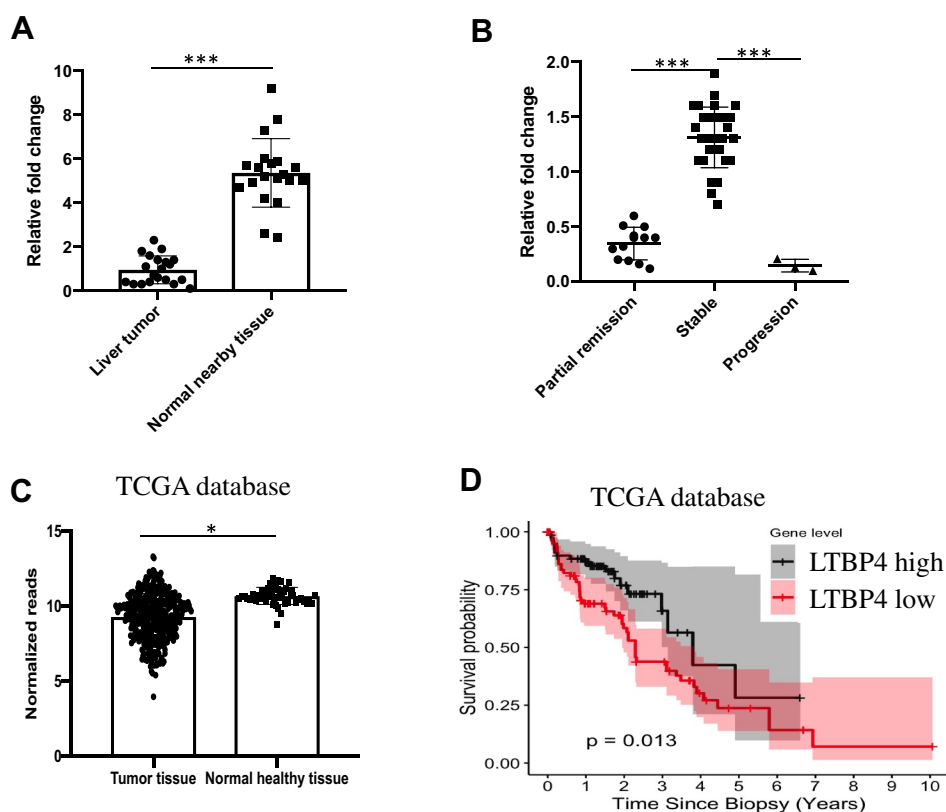 A
***
Relative fold change
10
8
6
4
2
0
Liver tumor
Normal nearby tissue
B
***
***
Relative fold change
2.0
1.5
1.0
0.5
0.0
Partial remission
Stable
Progression
C
TCGA database
*
Normalized reads
15
10
5
0
Tumor tissue
Normal healthy tissue
D
TCGA database
Gene level
LTBP4 high
LTBP4 low
Survival probability
1.00
0.75
0.50
0.25
0.00
p = 0.013
0 1 2 3 4 5 6 7 8 9 10
Time Since Biopsy (Years)